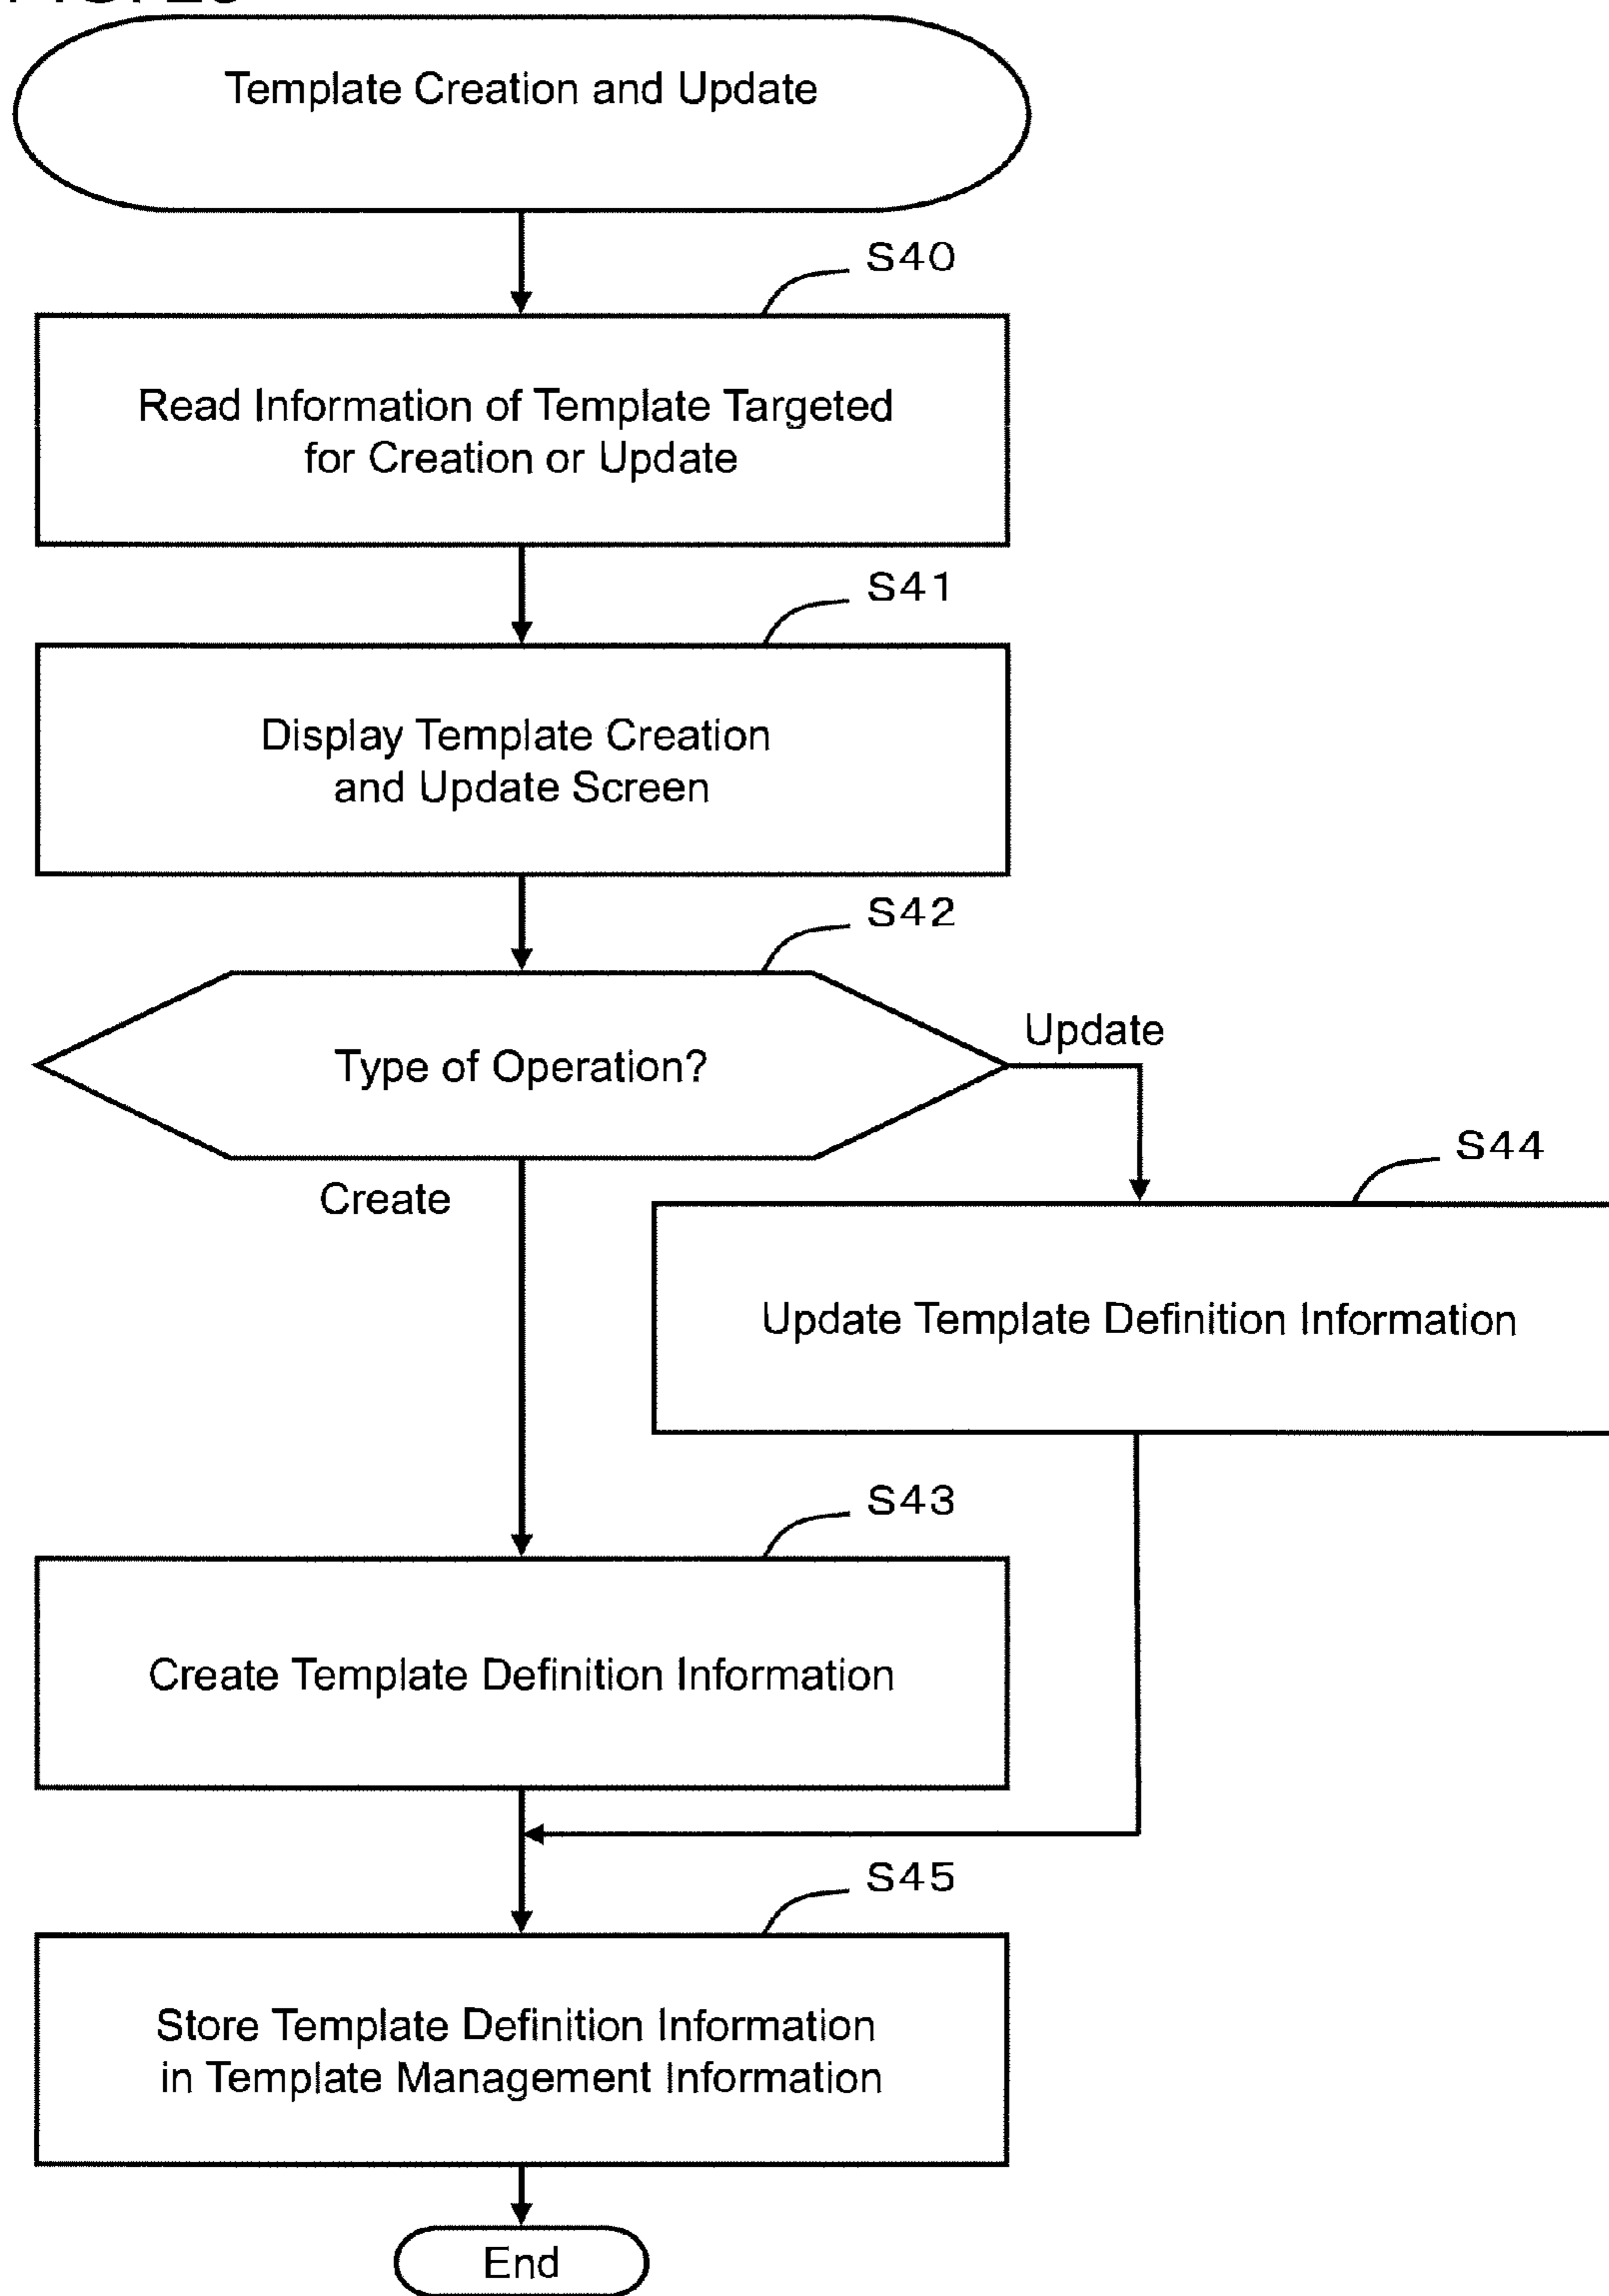 Template Creation and Update
S40
Read Information of Template Targeted
for Creation or Update
S41
Display Template Creation
and Update Screen
S42
Type of Operation?
Update
Create
S44
Update Template Definition Information
S43
Create Template Definition Information
S45
Store Template Definition Information
in Template Management Information
End